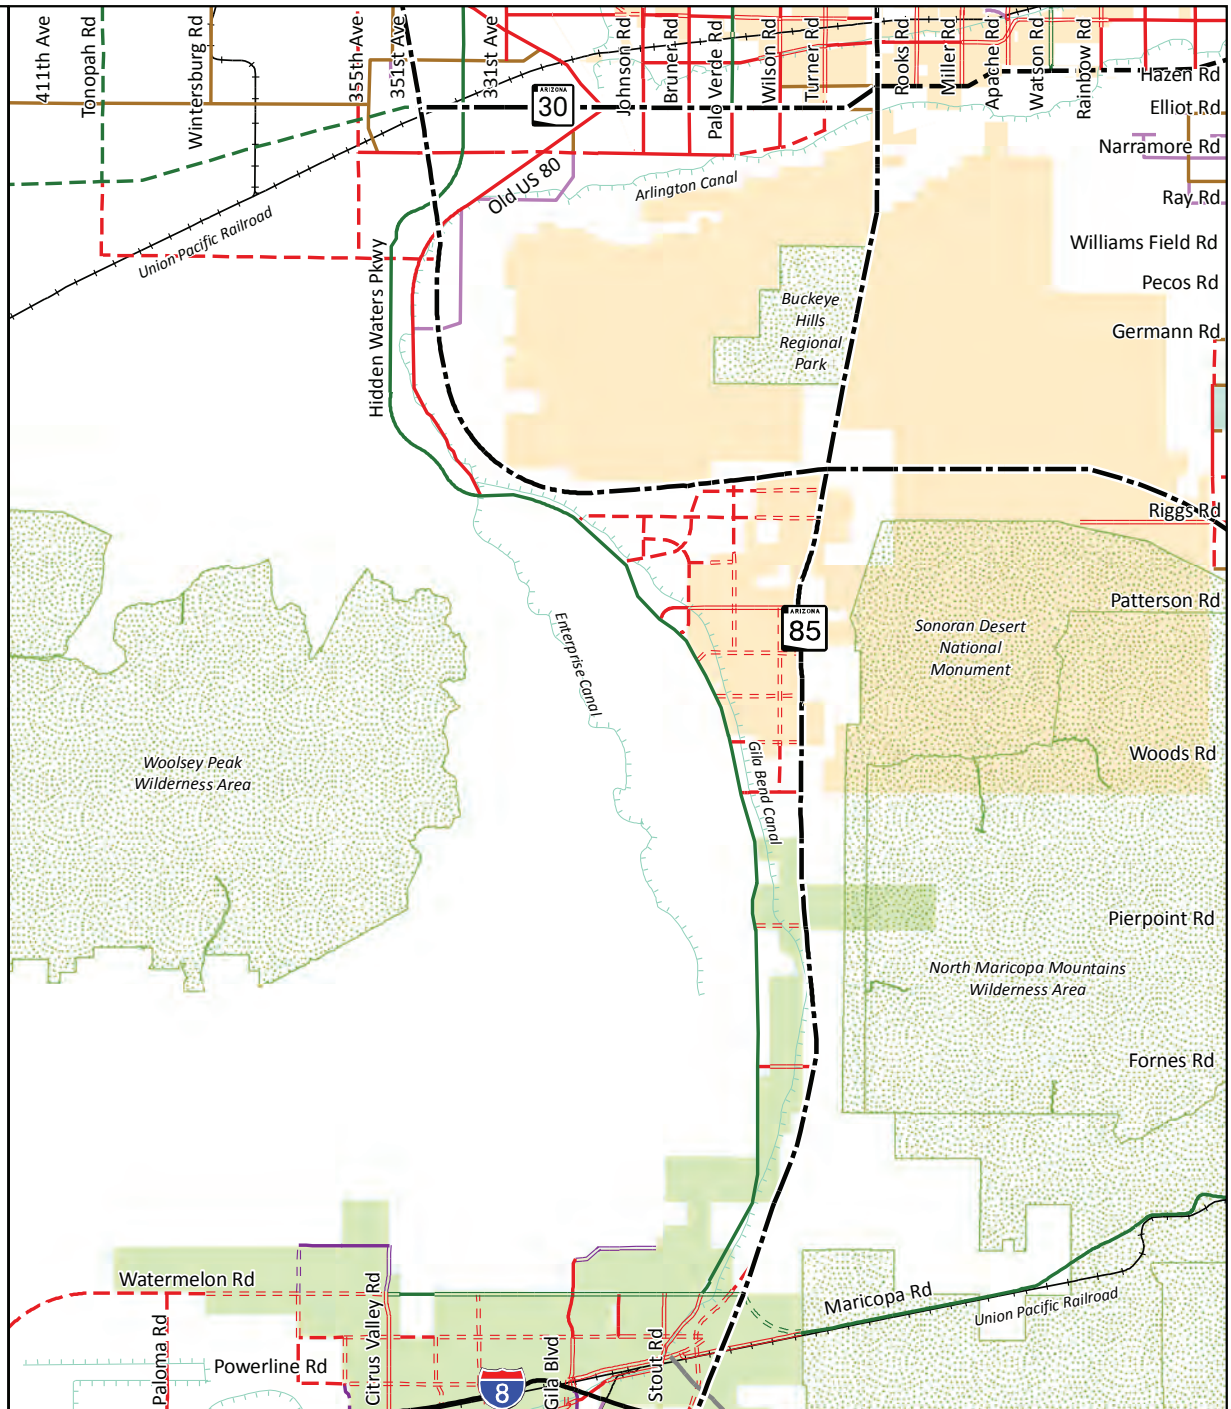 411th Ave
Tonopah Rd
Wintersburg Rd
355th Ave
351st Ave
331st Ave
Johnson Rd
Bruner Rd
Palo Verde Rd
Wilson Rd
Turner Rd
Rooks Rd
Miller Rd
Apache Rd
Watson Rd
Rainbow Rd
Hazen Rd
ARIZONA
30
Elliot Rd
Narramore Rd
Old US 80
Arlington Canal
Ray Rd
Union Pacific Railroad
Williams Field Rd
Hidden Waters Pkwy
Pecos Rd
Buckeye
Hills
Regional
Park
Germann Rd
Riggs Rd
Patterson Rd
ARIZONA
85
Sonoran Desert
National
Monument
Enterprise Canal
Woolsey Peak
Wilderness Area
Gila Bend Canal
Woods Rd
Pierpoint Rd
North Maricopa Mountains
Wilderness Area
Fornes Rd
Watermelon Rd
Maricopa Rd
Union Pacific Railroad
Paloma Rd
Citrus Valley Rd
Powerline Rd
Gila Blvd
Stout Rd
8